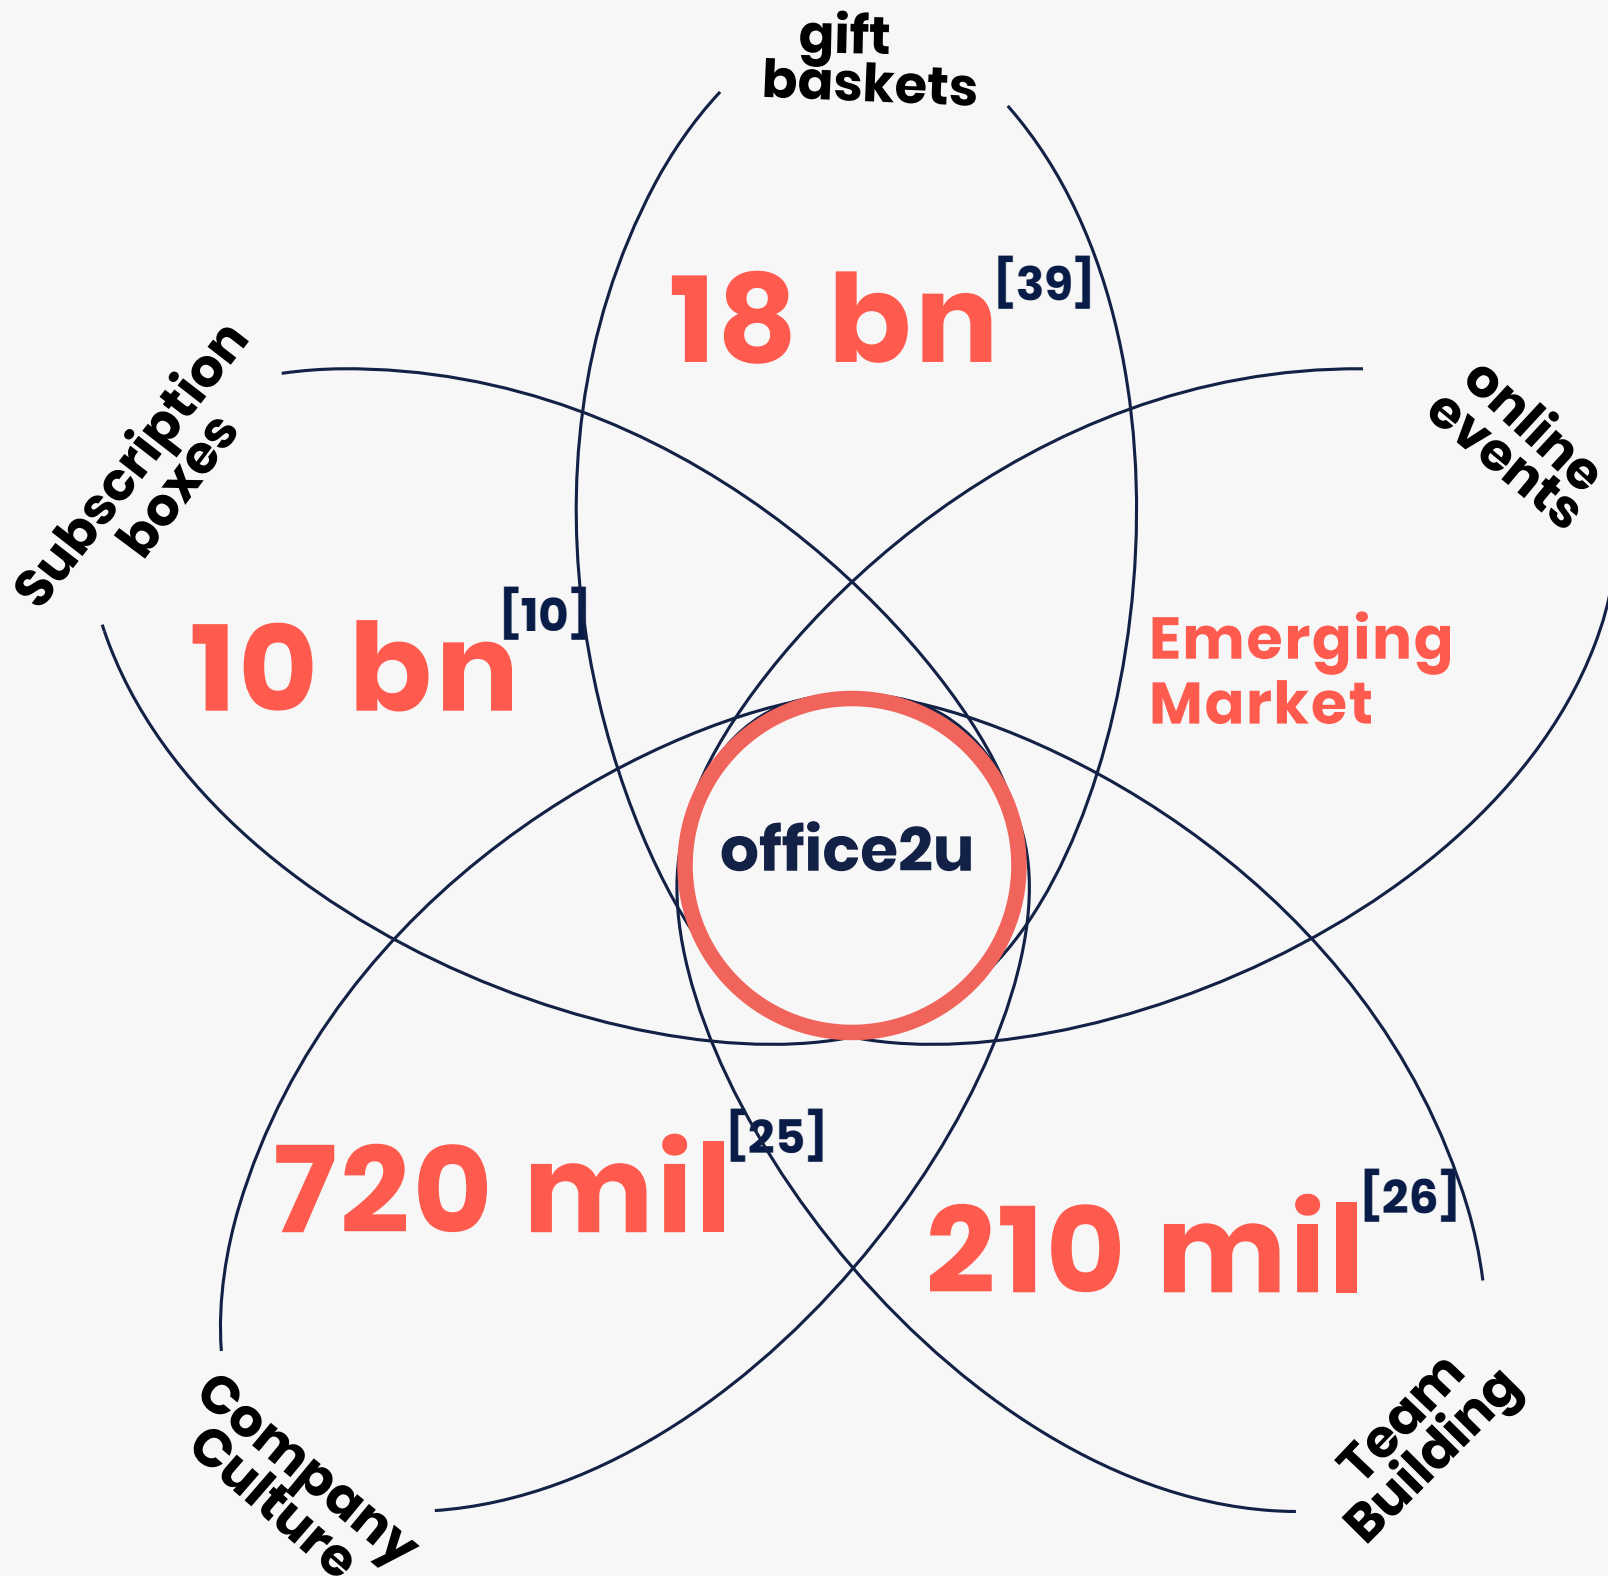 gift
baskets
18 bn[39]
Subscription
boxes
online
events
10 bn[10]
Emerging
Market
office2u
720 mil[25]
210 mil[26]
Company
Culture
Team
Building